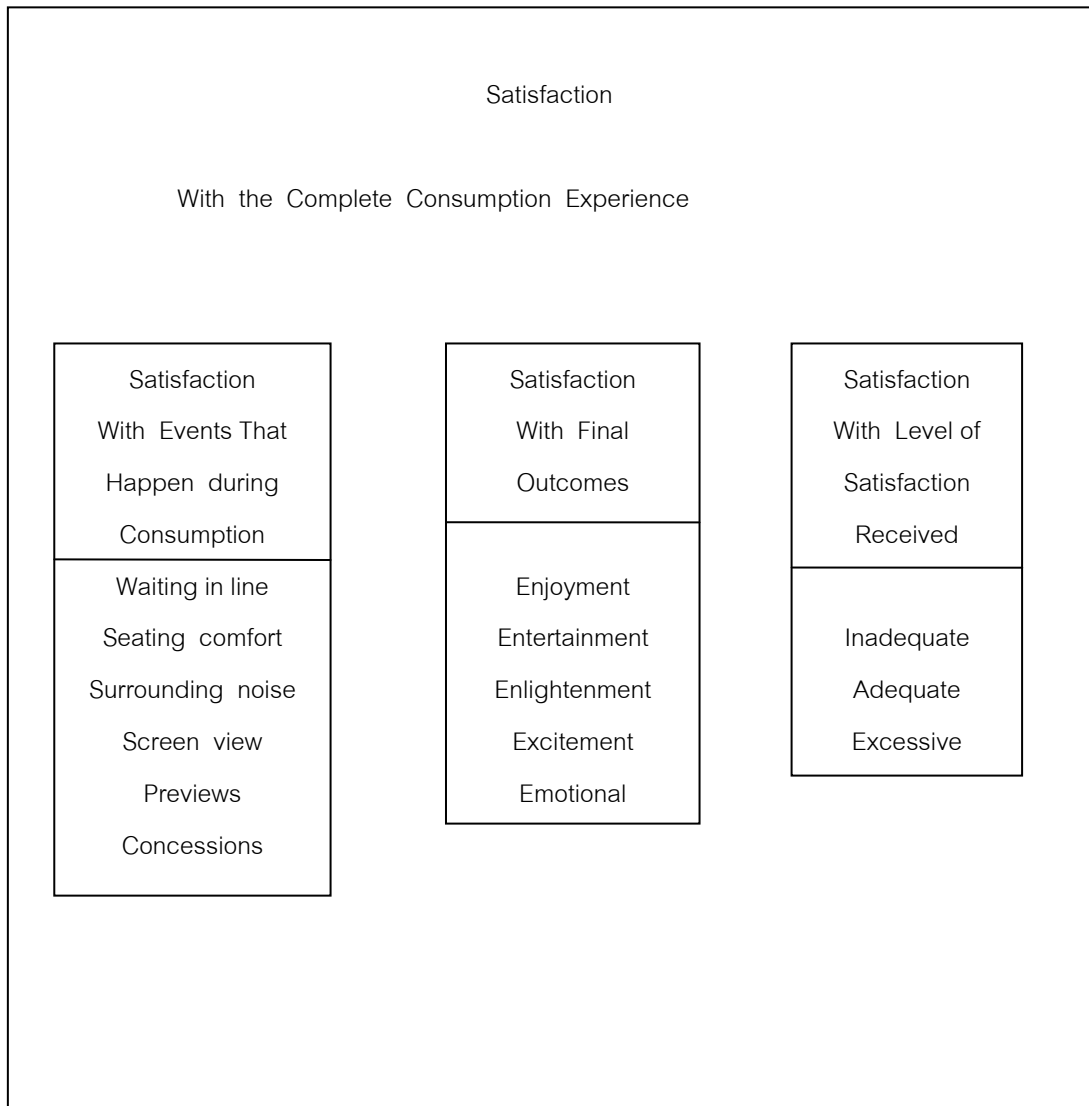 Satisfaction
With the Complete Consumption Experience
Satisfaction
With Events That
Happen during
Consumption
Waiting in line
Seating comfort
Surrounding noise
Screen view
Previews
Concessions
Satisfaction
With Final
Outcomes
Enjoyment
Entertainment
Enlightenment
Excitement
Emotional
Satisfaction
With Level of
Satisfaction
Received
Inadequate
Adequate
Excessive